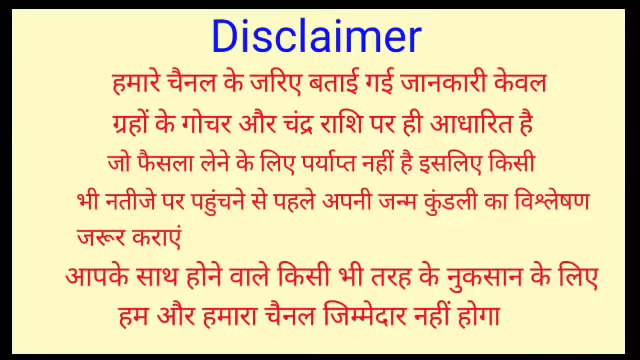 Disclaimer
हमारे चैनल के जरिए बताई गई जानकारी केवल
ग्रहों के गोचर और चंद्र राशि पर ही आधारित है
जो फैसला लेने के लिए पर्याप्त नहीं है इसलिए किसी
भी नतीजे पर पहुंचने से पहले अपनी जन्म कुंडली का विश्लेषण
जरूर कराएं
आपके साथ होने वाले किसी भी तरह के नुकसान के लिए
हम और हमारा चैनल जिम्मेदार नहीं होगा